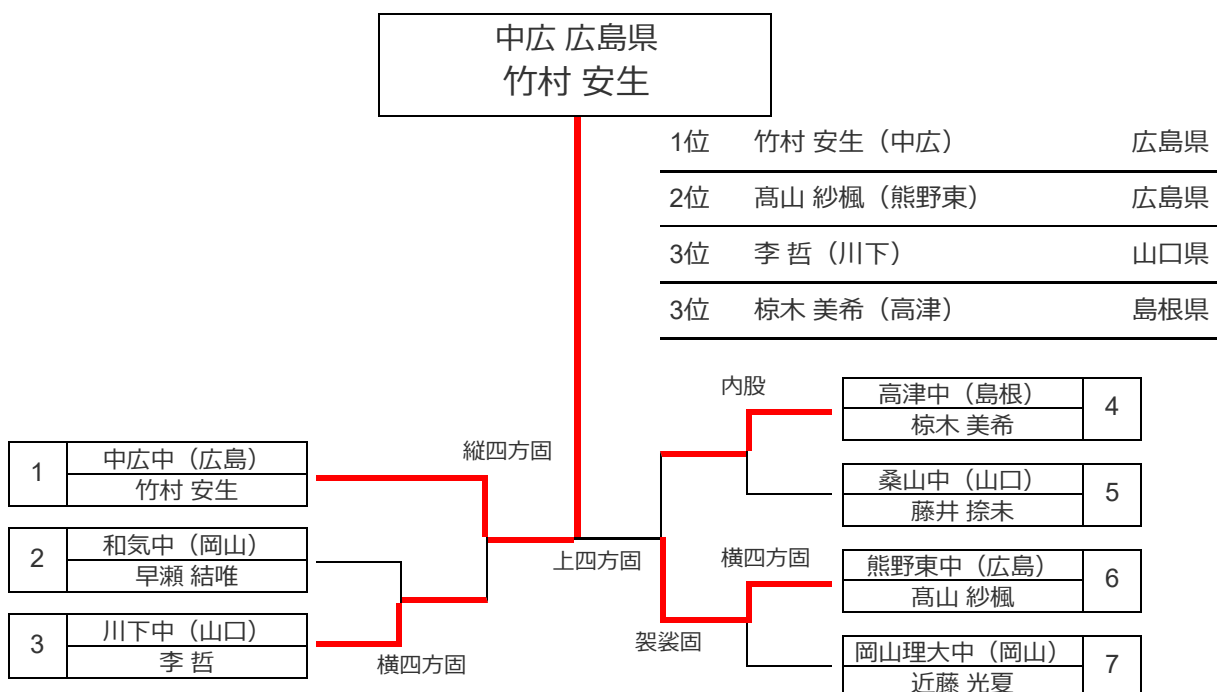 中広 広島県
竹村 安生
1位 竹村 安生（中広） 広島県
2位 髙山 紗楓（熊野東） 広島県
3位 李 哲（川下） 山口県
3位 椋木 美希（高津） 島根県
内股
高津中（島根）
椋木 美希
4
縦四方固
1
中広中（広島）
竹村 安生
桑山中（山口）
藤井 捺未
5
2
和気中（岡山）
早瀬 結唯
上四方固
横四方固
熊野東中（広島）
髙山 紗楓
6
3
川下中（山口）
李 哲
横四方固
袈裟固
岡山理大中（岡山）
近藤 光夏
7